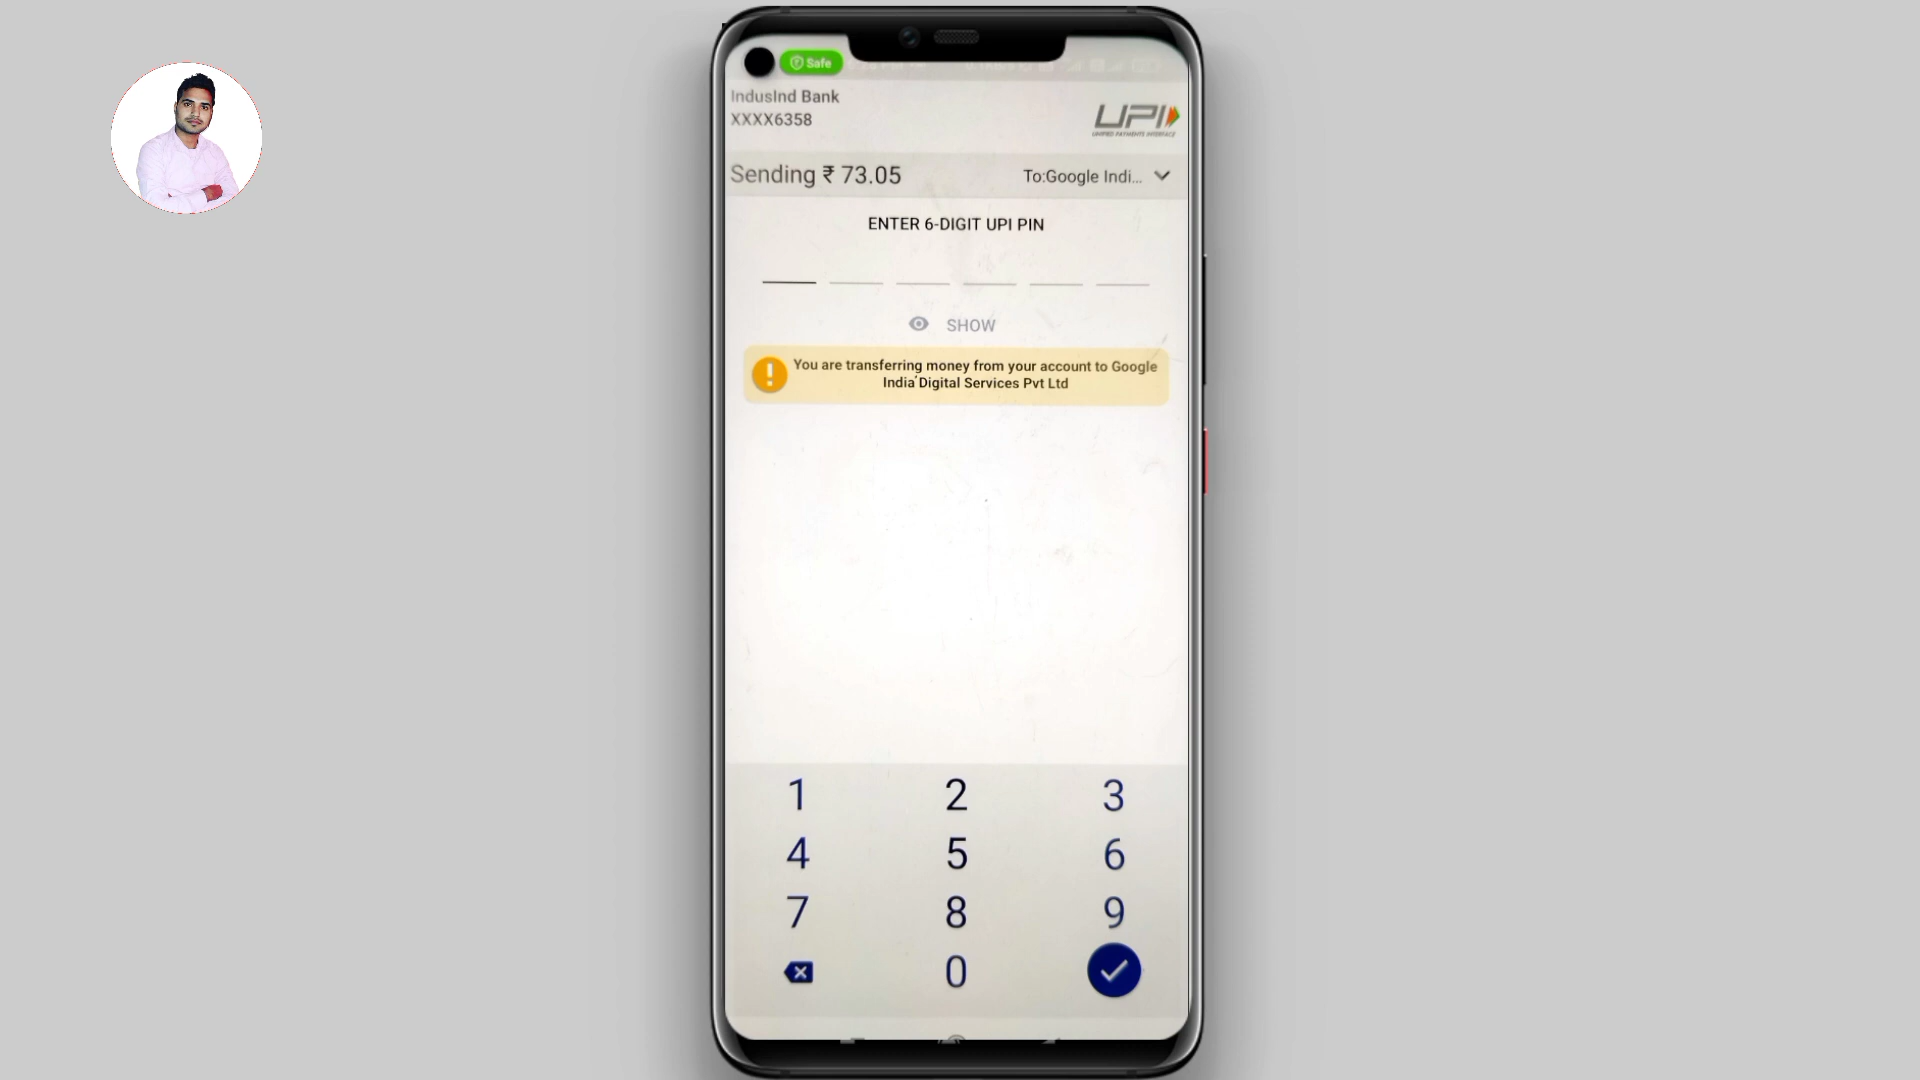 Safe
IndusInd Bank
XXXX6358
UPI
UNIFIED PAYMENTS INTERFACE
Sending ₹ 73.05
To:Google Indi...
ENTER 6-DIGIT UPI PIN
SHOW
You are transferring money from your account to Google
India Digital Services Pvt Ltd
1 2 3
4 5 6
7 8 9
0